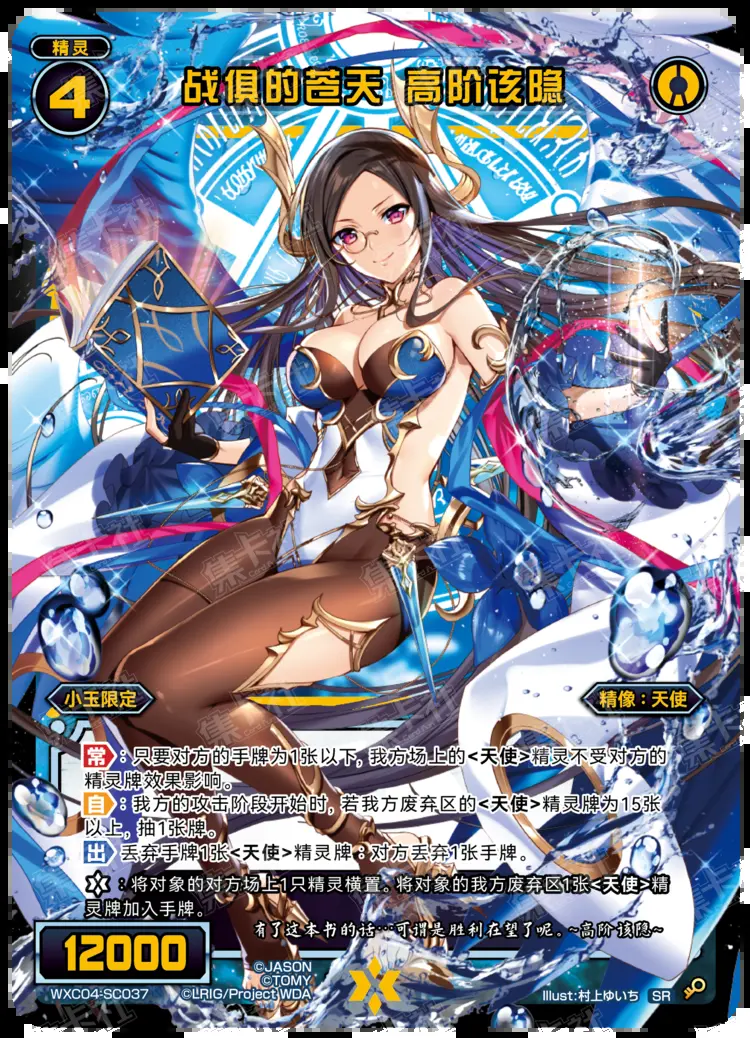 精灵
4
战俱的苍天 高阶该隐
小玉限定
精像:天使
常:只要对方的手牌为1张以下,我方场上的<天使>精灵不受对方的
精灵牌效果影响。
自:我方的攻击阶段开始时,若我方废弃区的<天使>精灵牌为15张
以上,抽1张牌。
出 丢弃手牌1张<天使>精灵牌:对方丢弃1张手牌。
:将对象的对方场上1只精灵横置。将对象的我方废弃区1张<天使>精
灵牌加入手牌。
有了这本书的话…可谓是胜利在望了呢。~高阶该隐~
12000
©JASON
©TOMY
WXC04-SC037
©LRIG/Project WDA
Illust:村上ゆいち
SR
集卡社